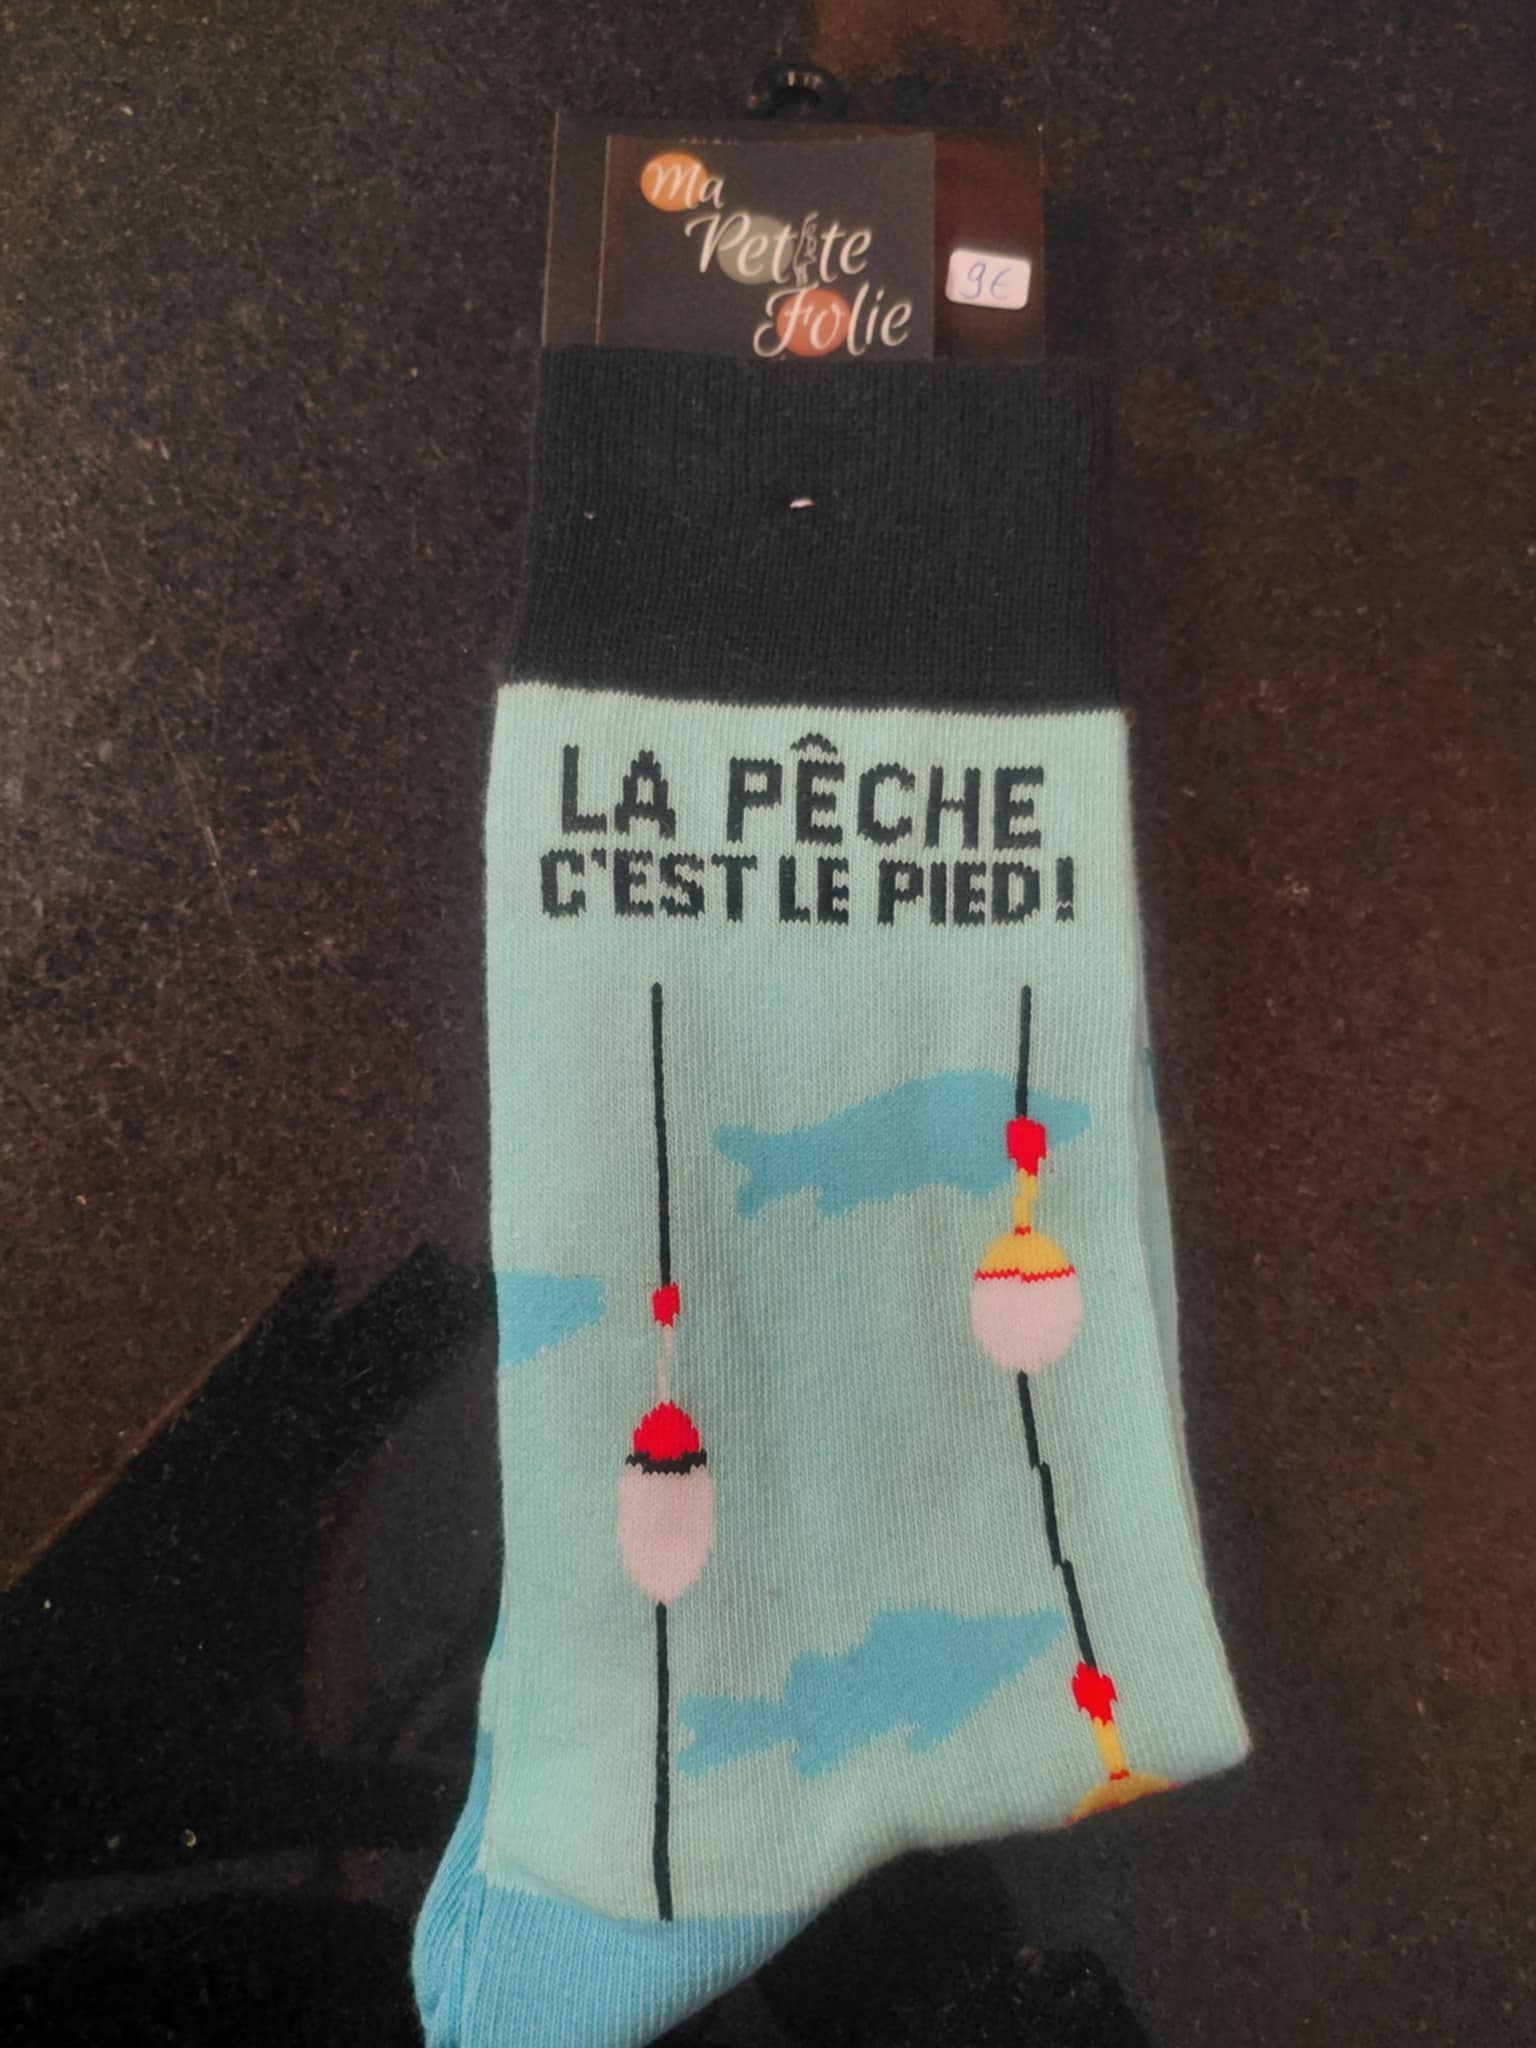 Ma
Petite
Folie
9€
LA PÊCHE
C'EST LE PIED!